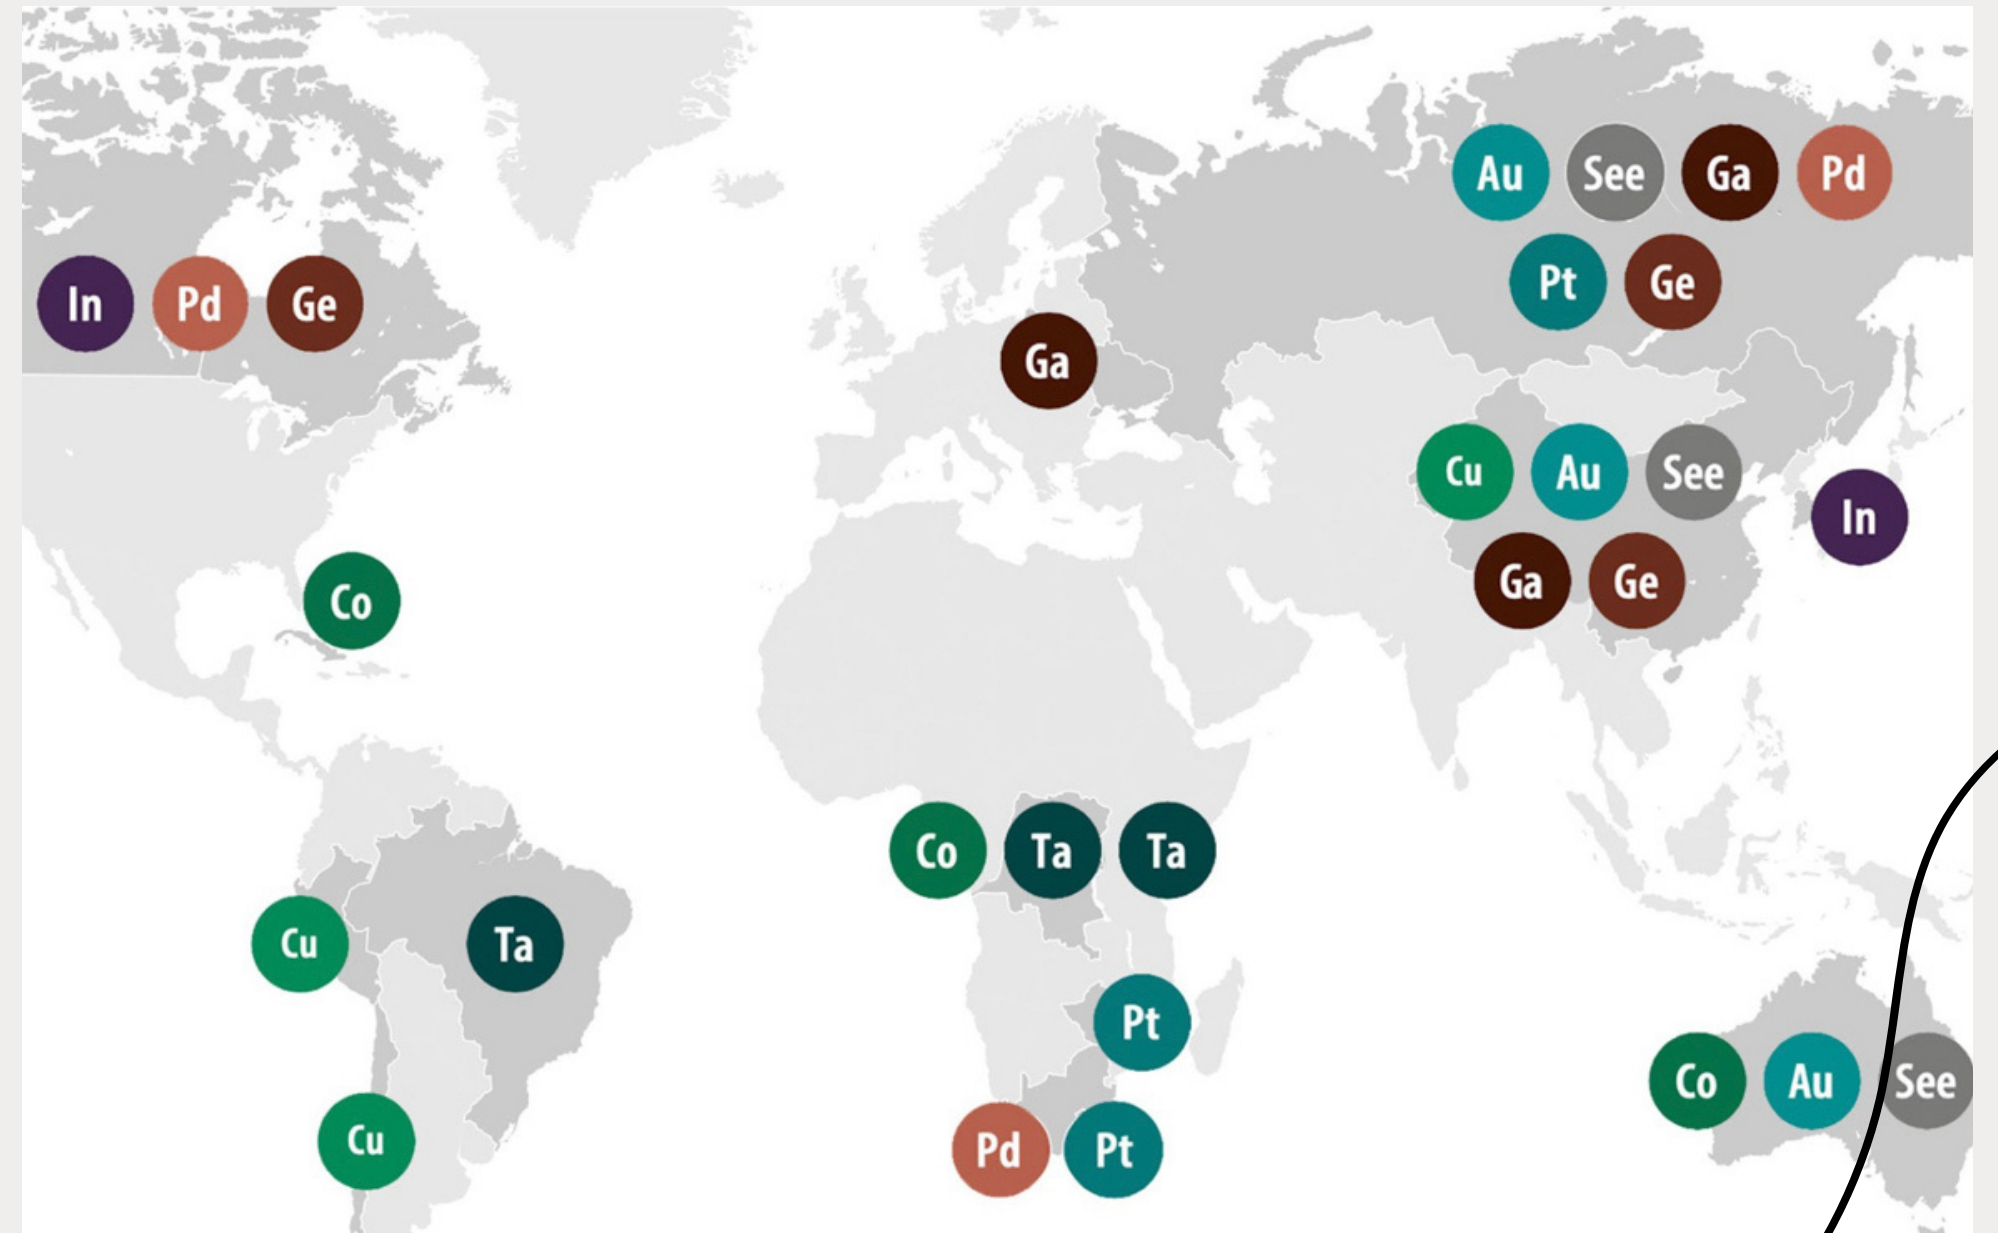 Au See Ga Pd
Pt Ge
In Pd Ge
Ga
Cu Au See
In
Ga Ge
Co
Co Ta Ta
Cu Ta
Pt
Co Au See
Cu
Pd Pt